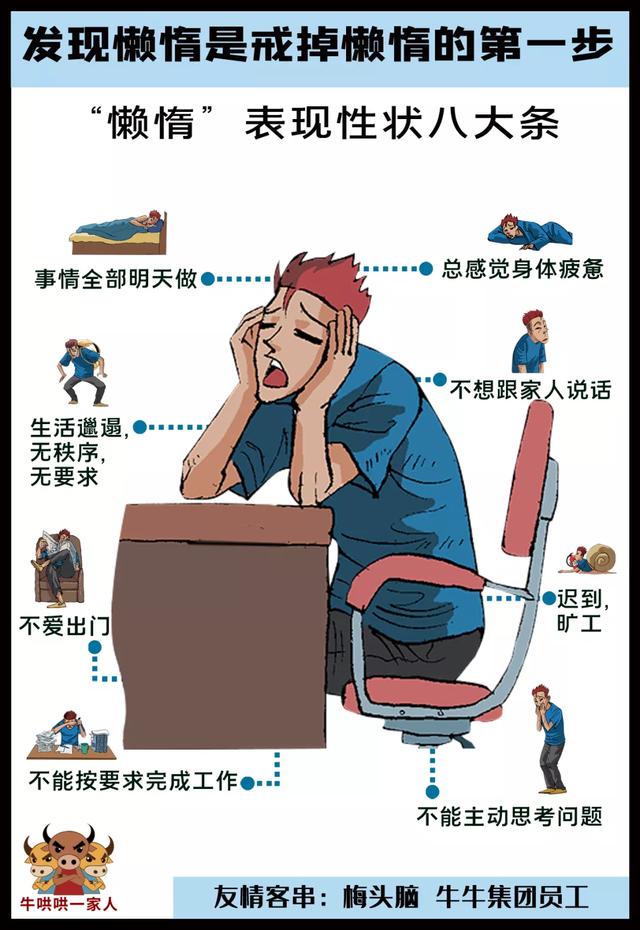 发现懒惰是戒掉懒惰的第一步
“懒惰”表现性状八大条
事情全部明天做
总感觉身体疲惫
不想跟家人说话
生活邋遢，
无秩序，
无要求
迟到，
旷工
不爱出门
不能按要求完成工作
不能主动思考问题
牛哄哄一家人
友情客串：梅头脑 牛牛集团员工